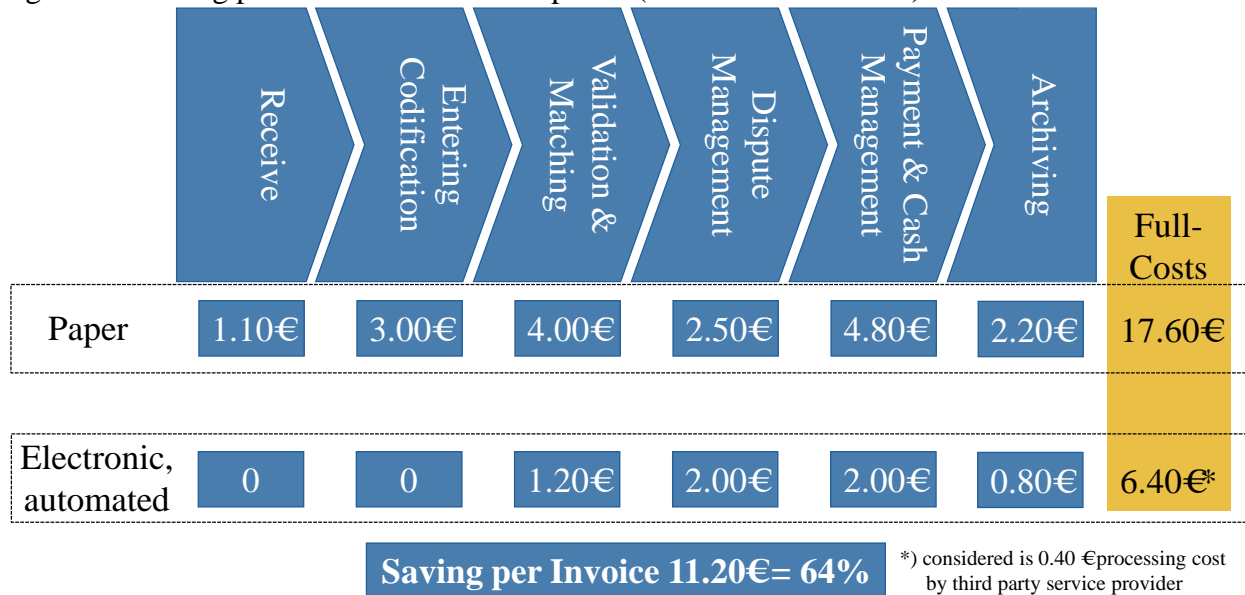 Receive
Entering
Codification
Validation &
Matching
Dispute
Management
Payment & Cash
Management
Archiving
Full-
Costs
Paper
1.10€
3.00€
4.00€
2.50€
4.80€
2.20€
17.60€
Electronic,
automated
0
0
1.20€
2.00€
2.00€
0.80€
6.40€*
Saving per Invoice 11.20€= 64%
*) considered is 0.40 €processing cost
by third party service provider